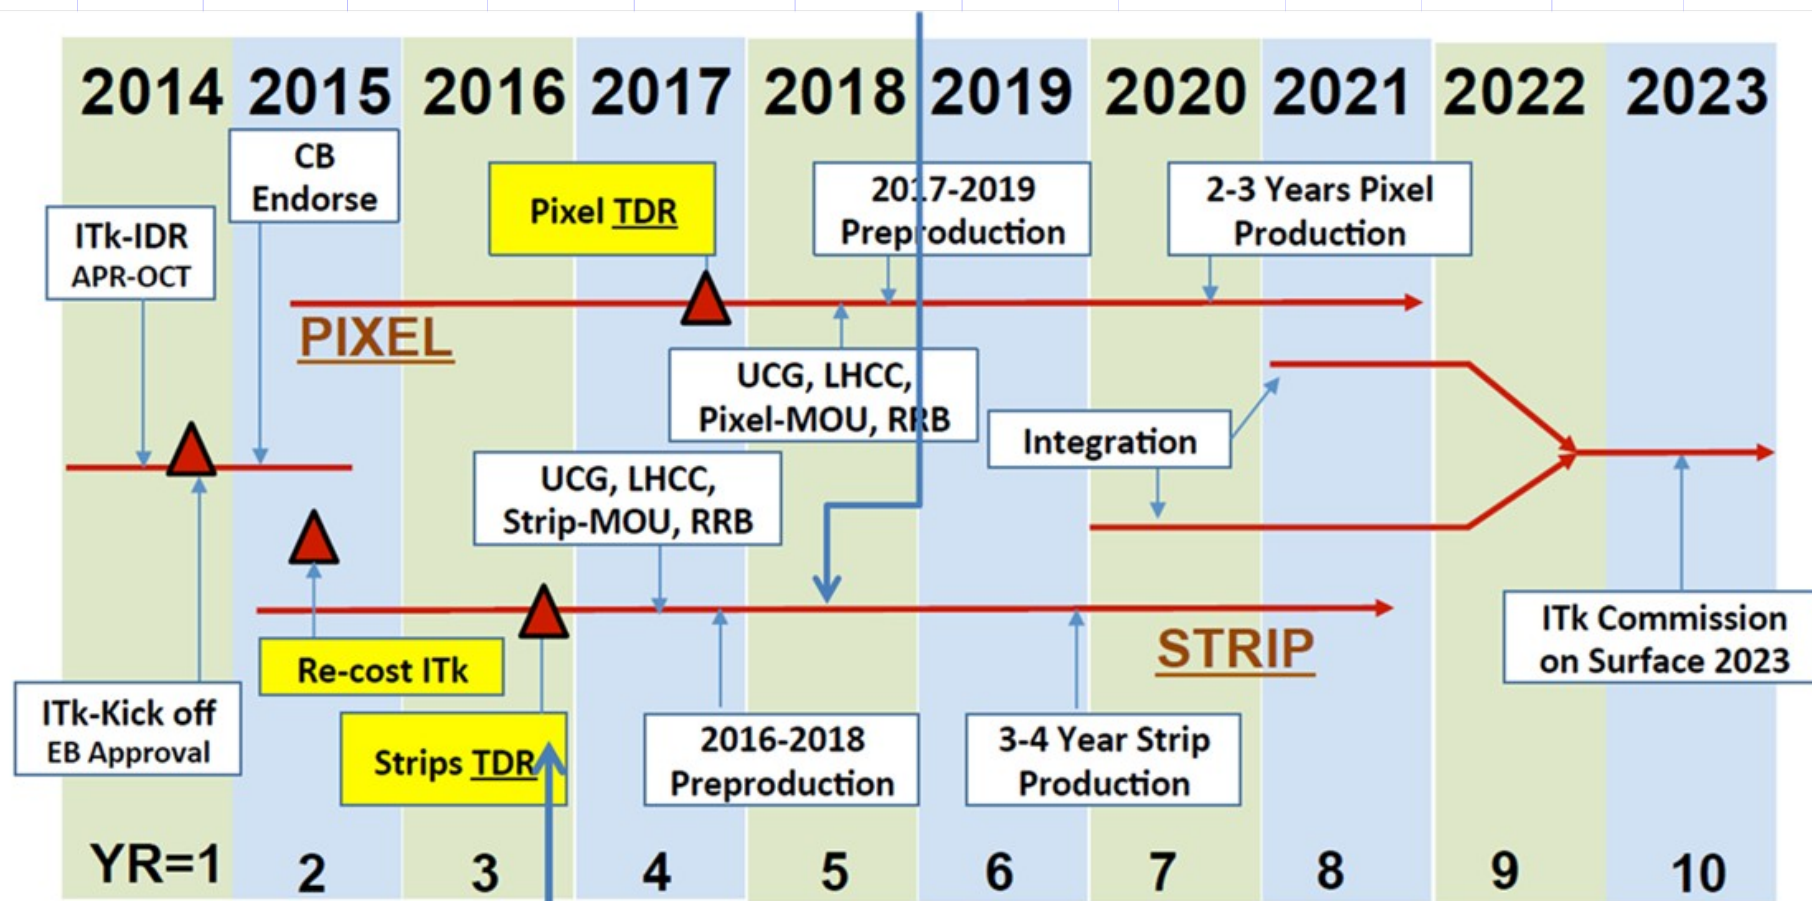 2014 2015 2016 2017 2018 2019 2020 2021 2022 2023
CB
Endorse
ITk-IDR
APR-OCT
Pixel TDR
2017-2019
Preproduction
2-3 Years Pixel
Production
PIXEL
UCG, LHCC,
Pixel-MOU, RRB
Integration
UCG, LHCC,
Strip-MOU, RRB
Re-cost ITk
STRIP
ITk Commission
on Surface 2023
ITk-Kick off
EB Approval
Strips TDR
2016-2018
Preproduction
3-4 Year Strip
Production
YR=1 2 3 4 5 6 7 8 9 10